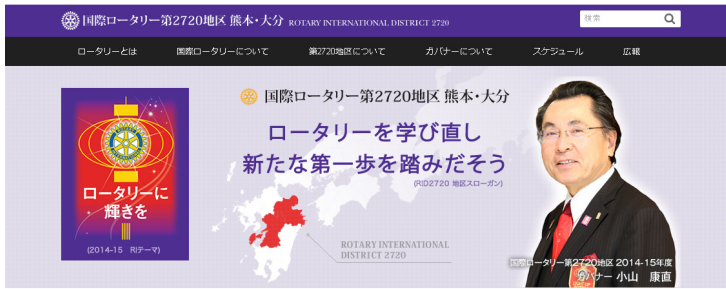 国際ロータリー第2720地区 熊本・大分 ROTARY INTERNATIONAL DISTRICT 2720
検索
ロータリーとは 国際ロータリーについて 第2720地区について ガバナーについて スケジュール 広報
国際ロータリー第2720地区 熊本・大分
ロータリーを学び直し
新たな第一歩を踏みだそう
(RID2720 地区スローガン)
ロータリーに
輝きを
(2014-15 RIテーマ)
ROTARY INTERNATIONAL
DISTRICT 2720
国際ロータリー第2720地区 2014-15年度
ガバナー 小山 康直